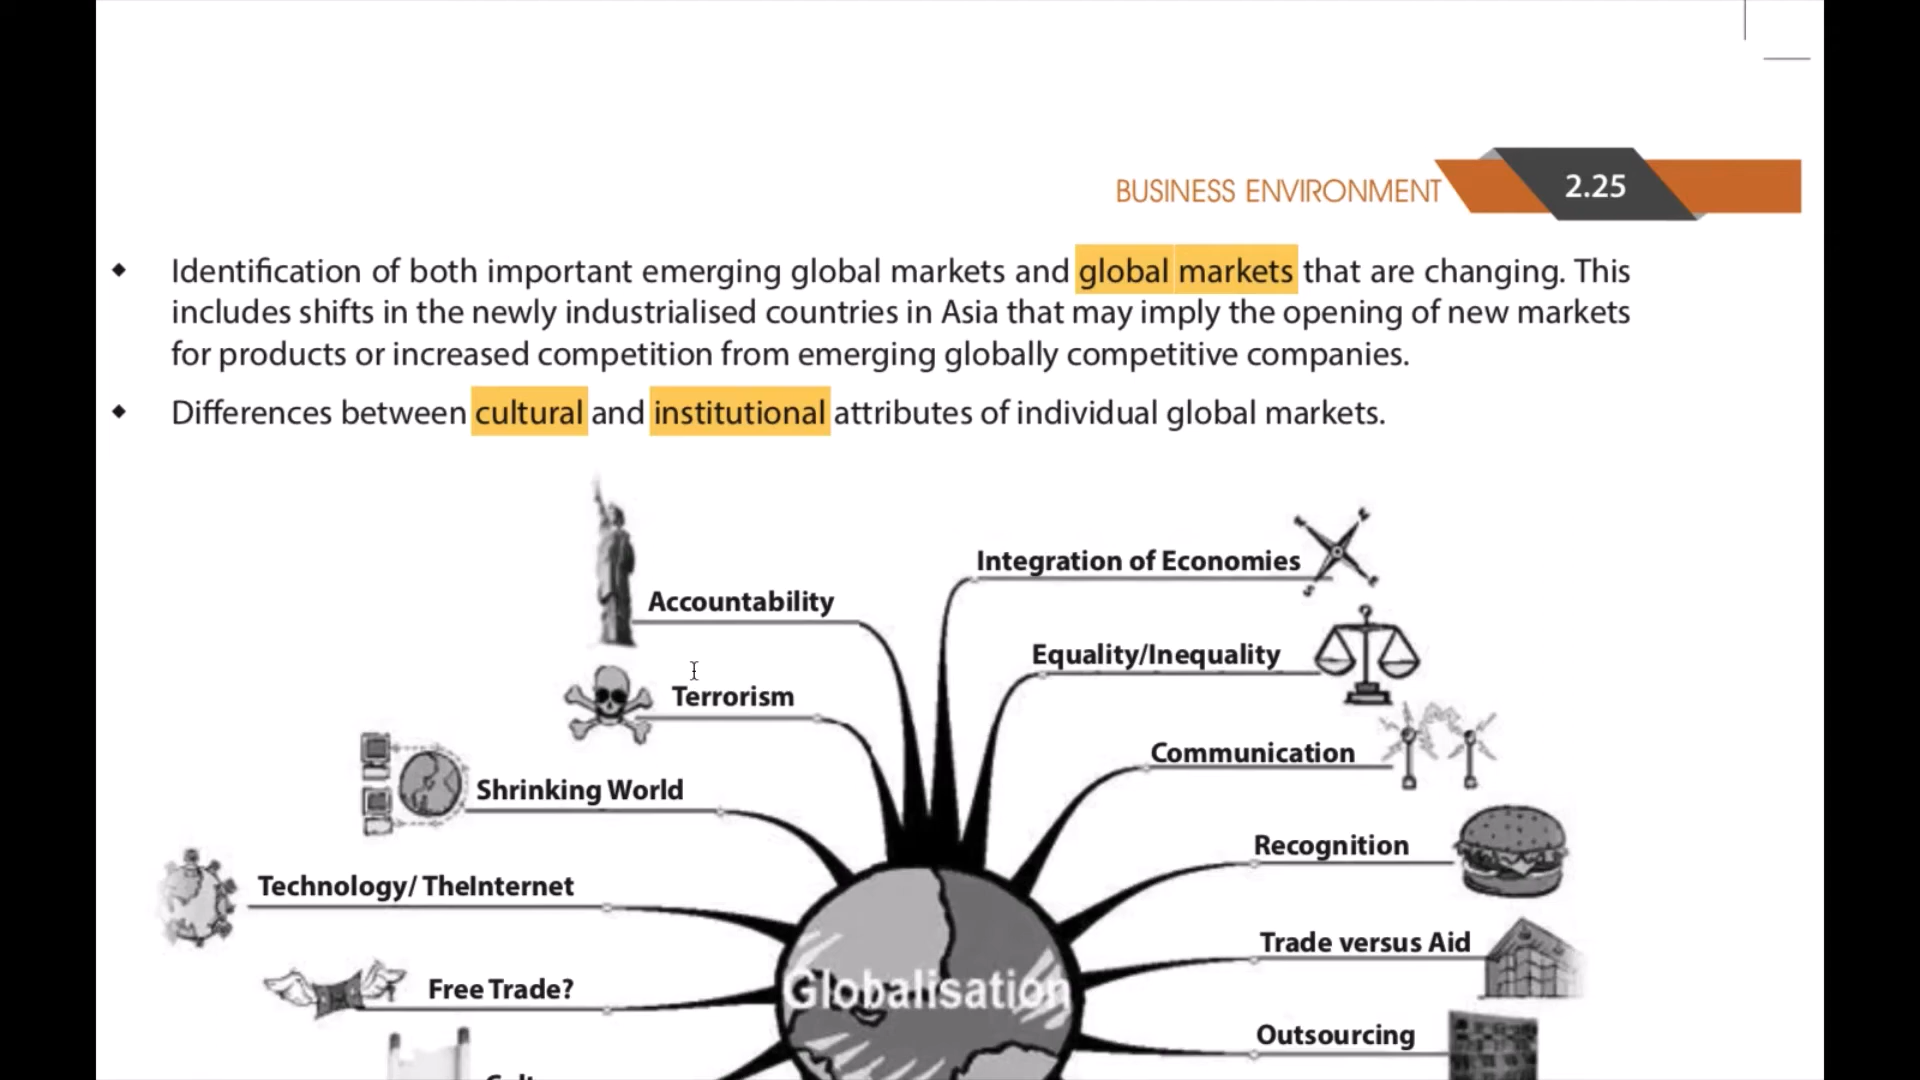 BUSINESS ENVIRONMENT 2.25
Identification of both important emerging global markets and global markets that are changing. This
includes shifts in the newly industrialised countries in Asia that may imply the opening of new markets
for products or increased competition from emerging globally competitive companies.
Differences between cultural and institutional attributes of individual global markets.
Integration of Economies
Accountability
Equality/Inequality
Terrorism
Communication
Shrinking World
Recognition
Technology/ TheInternet
Trade versus Aid
Free Trade?
Globalisation
Outsourcing